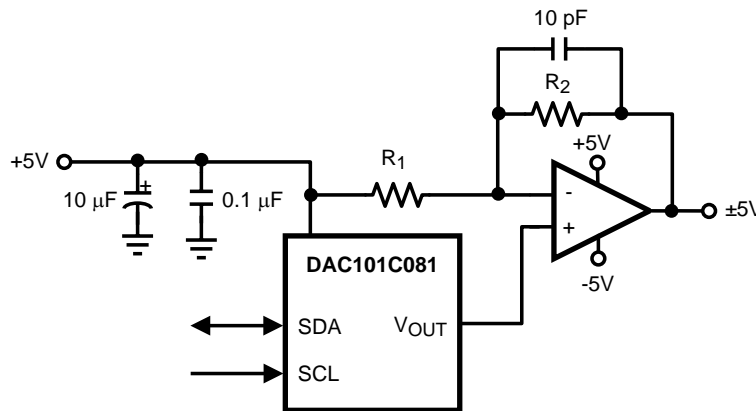 10 pF
R2
+5V
R1
+5V
10 μF
+
0.1 μF
-
+
±5V
-5V
DAC101C081
SDA
VOUT
SCL